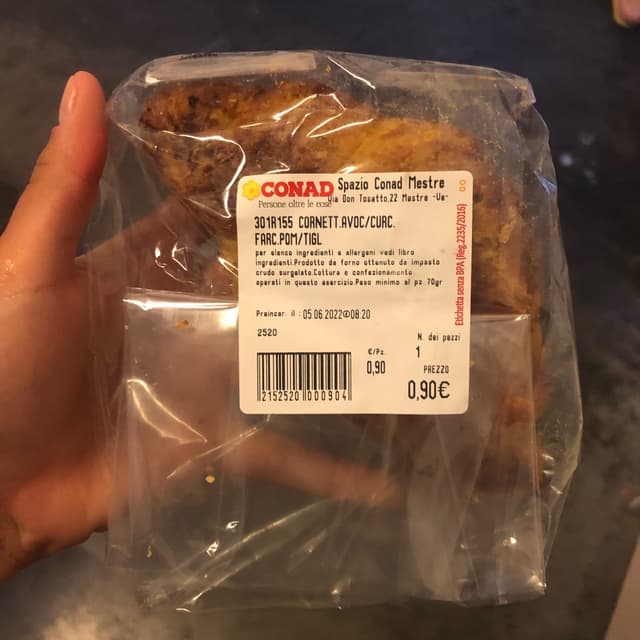 CONAD
Persone oltre le cose
Spazio Conad Mestre
Via Don Tosatto,22 Mestre -Ve-
301R155 CORNETT.AVOC/CURC.
FARC.POM/TIGL
per elenco ingredienti e allergeni vedi libro
ingredienti.Prodotto da forno ottenuto da impasto
crudo surgelato.Cottura e confezionamento
operati in questo esercizio.Peso minimo al pz 70gr
Preincar. il : 05.06.2022 08:20
2520
N. dei pezzi
€/Pz. 1
0,90 PREZZO
0,90€
2152520 000904
Etichetta senza BPA (Reg.2235/2016)